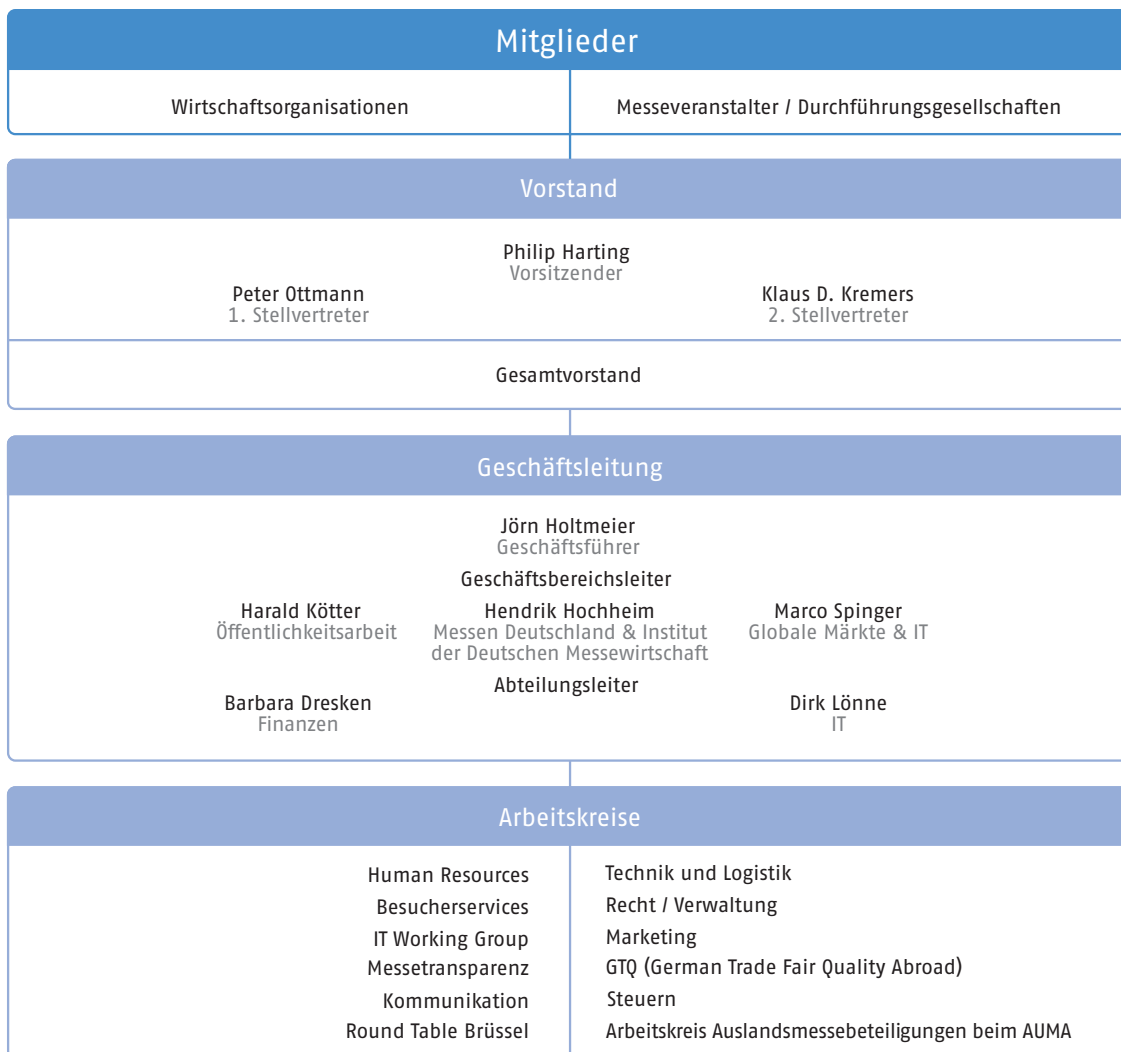 Mitglieder
Wirtschaftsorganisationen
Messeveranstalter / Durchführungsgesellschaften
Vorstand
Philip Harting
Vorsitzender
Peter Ottmann
1. Stellvertreter
Klaus D. Kremers
2. Stellvertreter
Gesamtvorstand
Geschäftsleitung
Jörn Holtmeier
Geschäftsführer
Geschäftsbereichsleiter
Harald Kötter
Öffentlichkeitsarbeit
Hendrik Hochheim
Messen Deutschland & Institut
der Deutschen Messewirtschaft
Marco Spinger
Globale Märkte & IT
Abteilungsleiter
Barbara Dresken
Finanzen
Dirk Lönne
IT
Arbeitskreise
Human Resources
Besucherservices
IT Working Group
Messetransparenz
Kommunikation
Round Table Brüssel
Technik und Logistik
Recht / Verwaltung
Marketing
GTQ (German Trade Fair Quality Abroad)
Steuern
Arbeitskreis Auslandsmessebeteiligungen beim AUMA